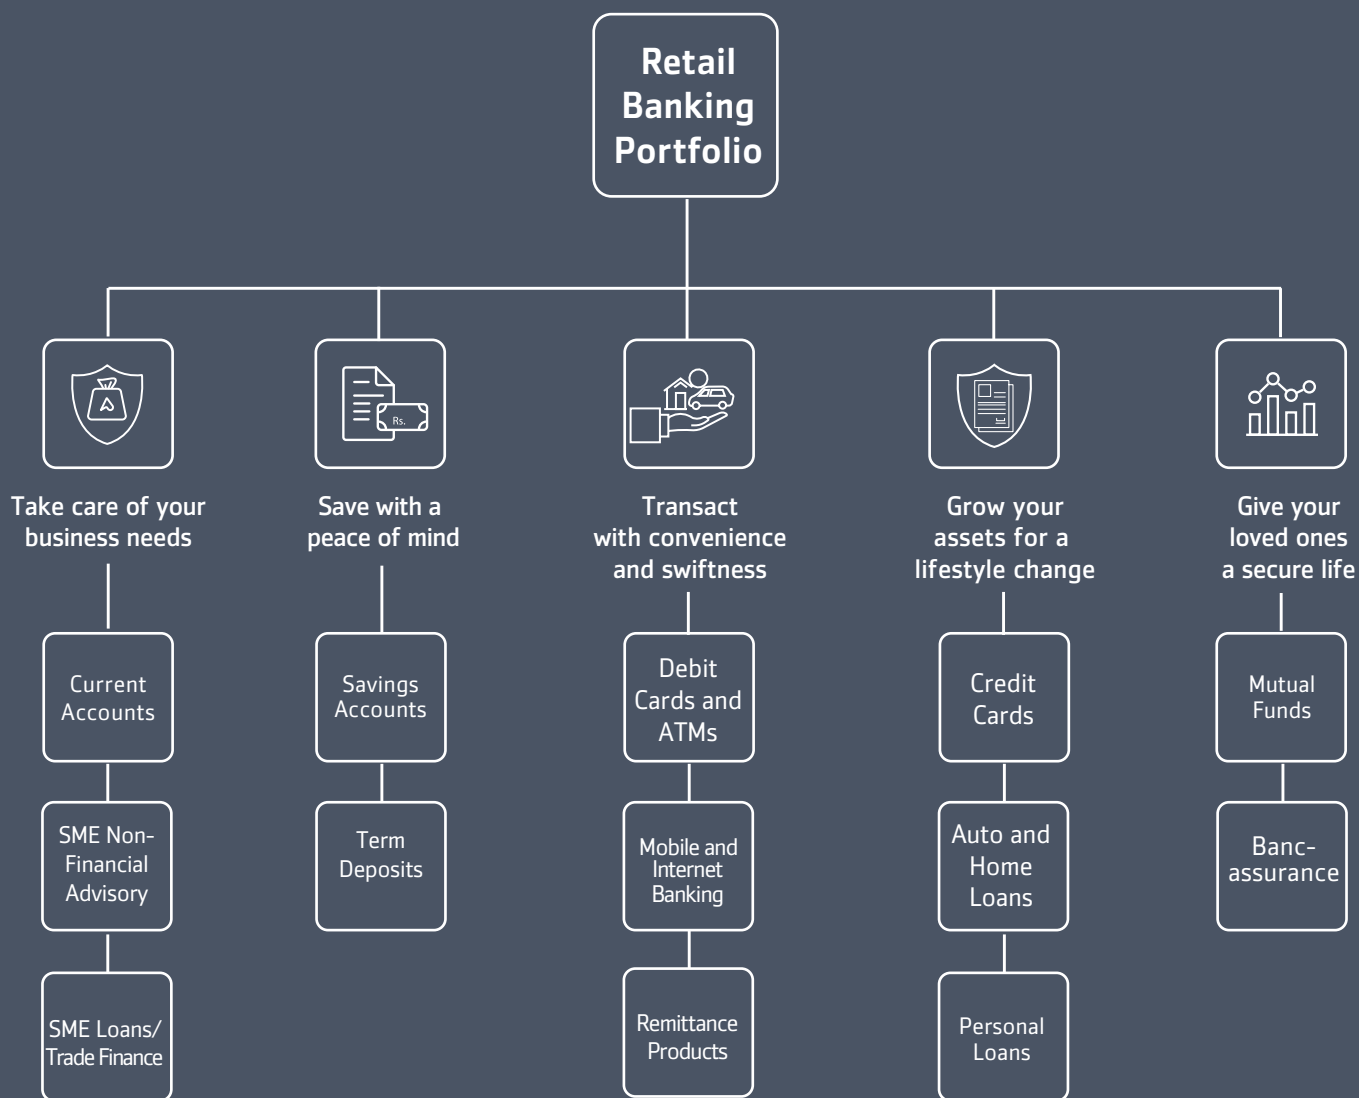 Retail
Banking
Portfolio
Rs.
Take care of your
business needs
Save with a
peace of mind
Transact
with convenience
and swiftness
Grow your
assets for a
lifestyle change
Give your
loved ones
a secure life
Current
Accounts
Savings
Accounts
Debit
Cards and
ATMs
Credit
Cards
Mutual
Funds
SME Non-
Financial
Advisory
Term
Deposits
Mobile and
Internet
Banking
Auto and
Home
Loans
Banc-
assurance
SME Loans/
Trade Finance
Remittance
Products
Personal
Loans